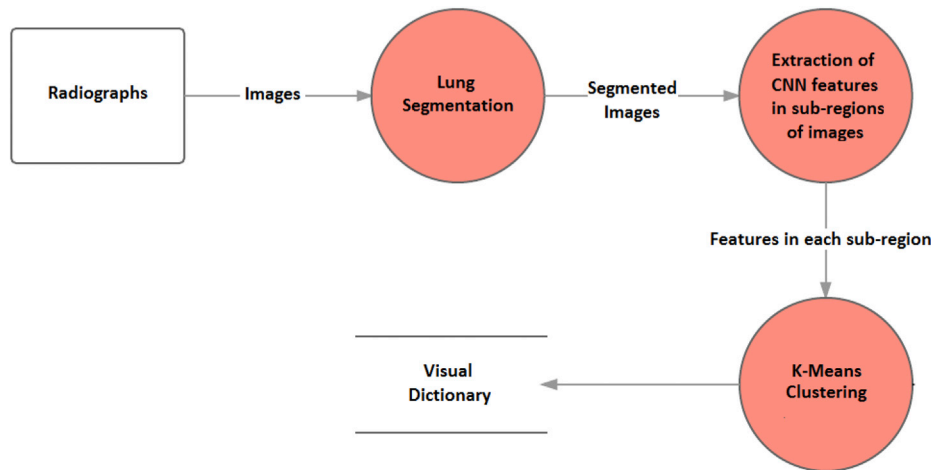 Radiographs
Images
Lung
Segmentation
Segmented
Images
Extraction of
CNN features
in sub-regions
of images
Features in each sub-region
K-Means
Clustering
Visual
Dictionary